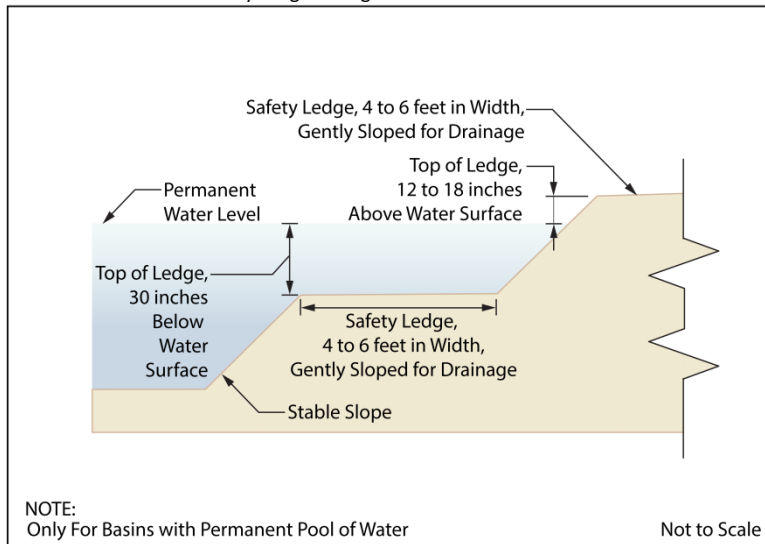 Safety Ledge, 4 to 6 feet in Width,
Gently Sloped for Drainage
Top of Ledge,
12 to 18 inches
Above Water Surface
Permanent
Water Level
Top of Ledge,
30 inches
Below
Water
Surface
Safety Ledge,
4 to 6 feet in Width,
Gently Sloped for Drainage
Stable Slope
NOTE:
Only For Basins with Permanent Pool of Water
Not to Scale